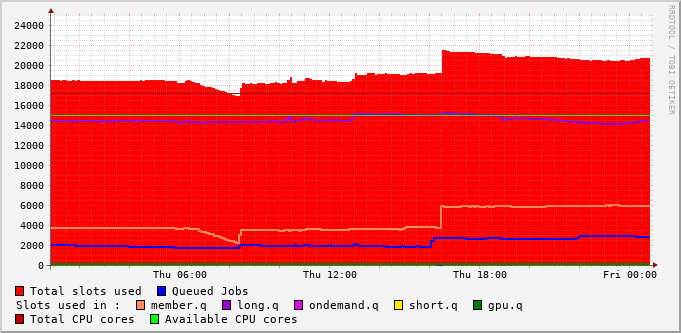 24000
22000
20000
18000
16000
14000
12000
10000
8000
6000
4000
2000
0
Thu 06:00 Thu 12:00 Thu 18:00 Fri 00:00
RRDTOOL / TOBI OETIKER
Total slots used Queued Jobs
Slots used in : member.q long.q ondemand.q short.q gpu.q
Total CPU cores Available CPU cores